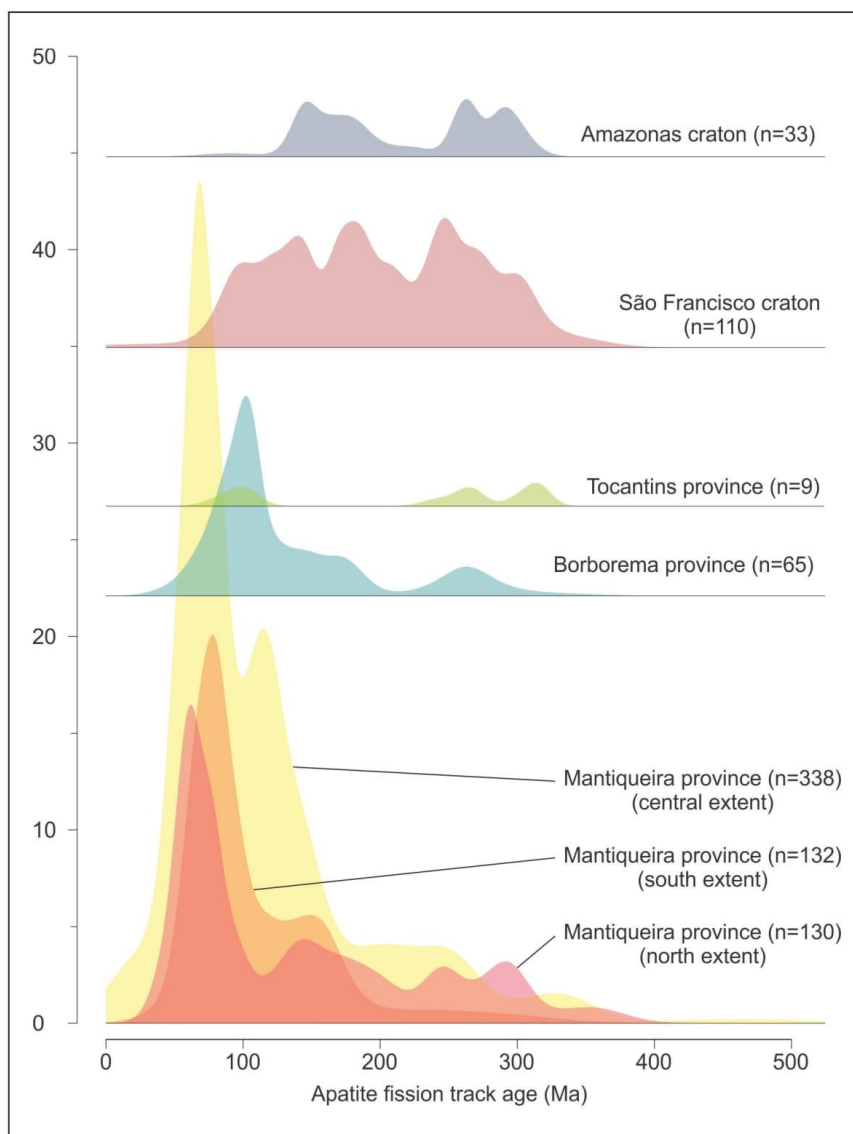 50
Amazonas craton (n=33)
40
São Francisco craton
(n=110)
30
Tocantins province (n=9)
Borborema province (n=65)
20
Mantiqueira province (n=338)
(central extent)
10
Mantiqueira province (n=132)
(south extent)
Mantiqueira province (n=130)
(north extent)
0
0 100 200 300 400 500
Apatite fission track age (Ma)